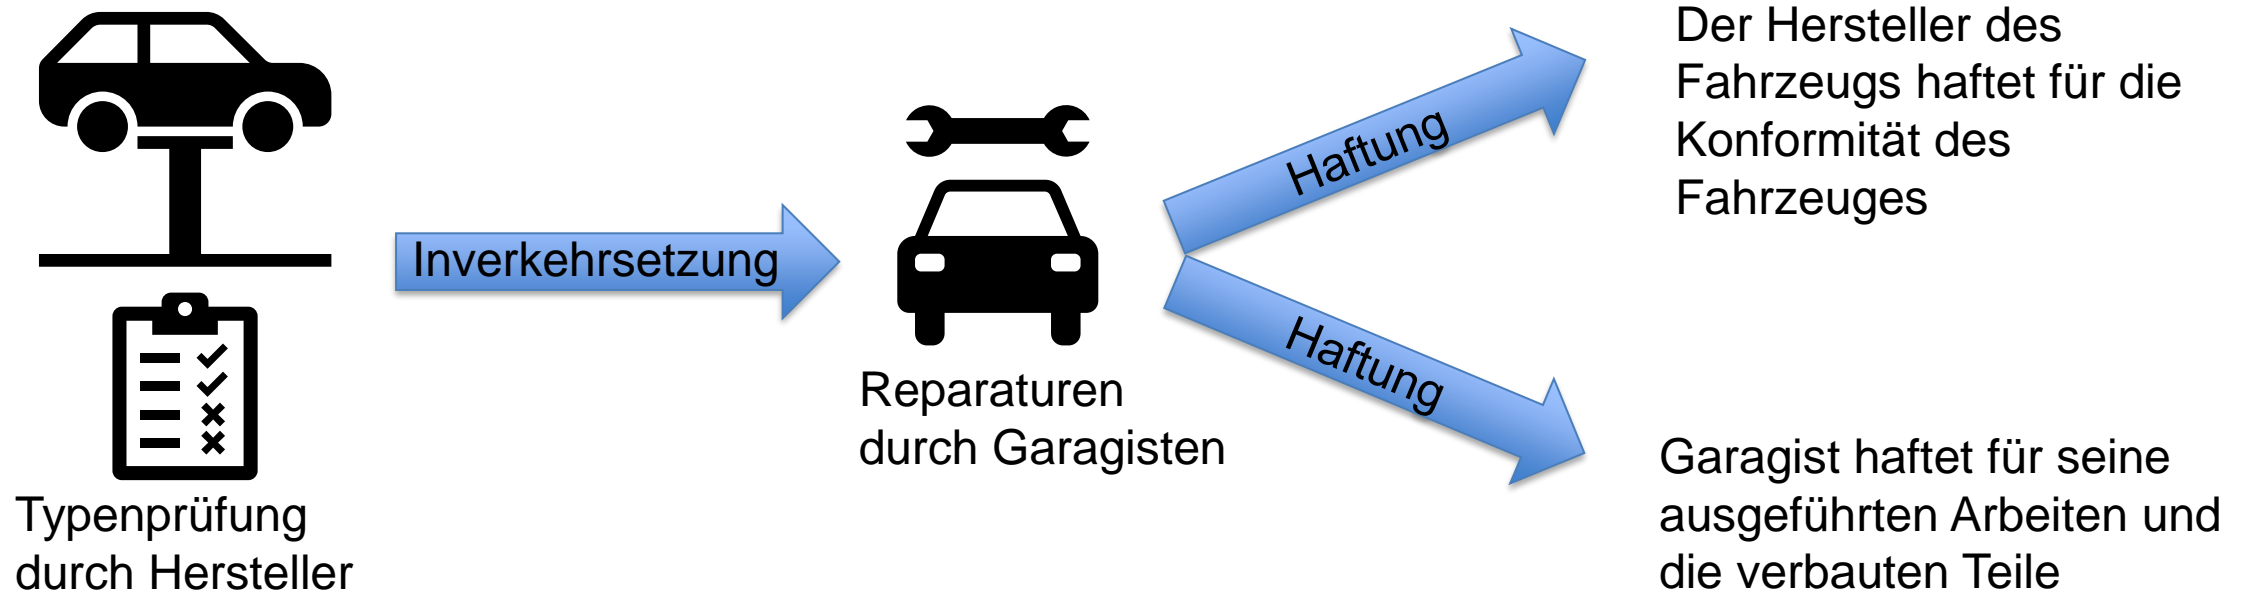 Typenprüfung
durch Hersteller
Inverkehrsetzung
Reparaturen
durch Garagisten
Haftung
Der Hersteller des
Fahrzeugs haftet für die
Konformität des
Fahrzeuges
Haftung
Garagist haftet für seine
ausgeführten Arbeiten und
die verbauten Teile